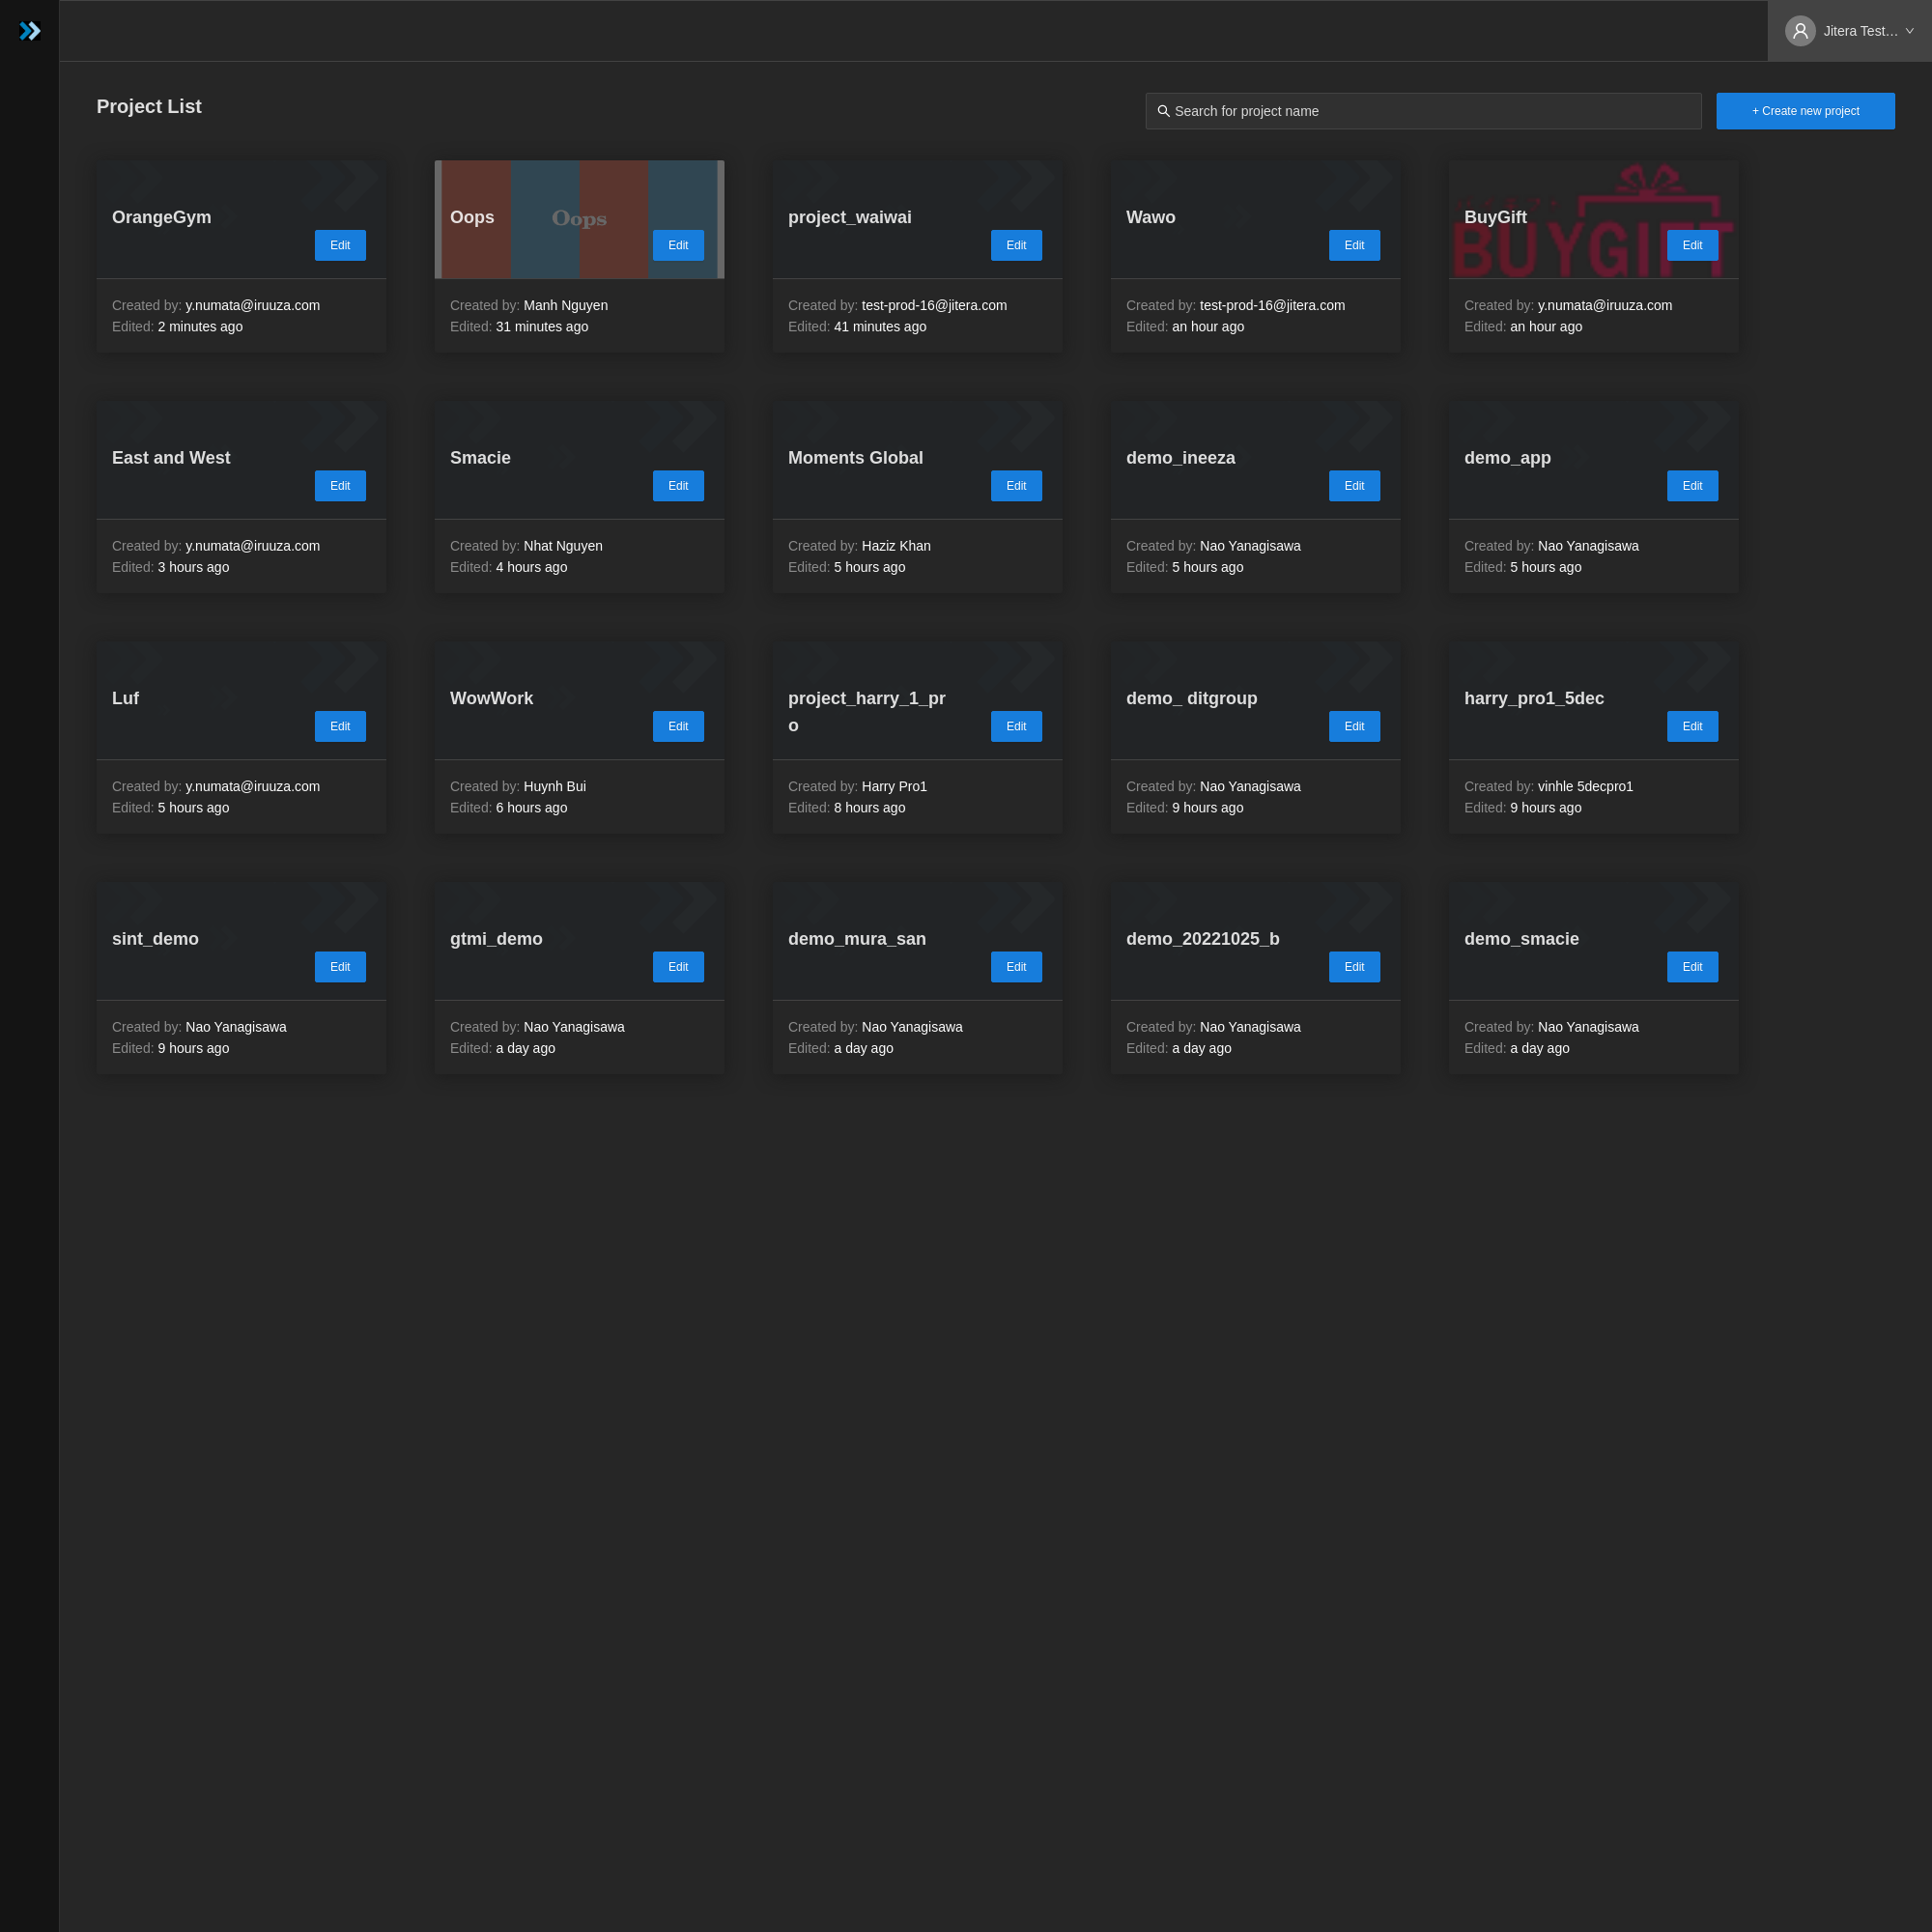 Jitera Test…
Project List
Search for project name
+ Create new project
OrangeGym
Edit
Created by: y.numata@iruuza.com
Edited: 2 minutes ago
Oops
Oops
Edit
Created by: Manh Nguyen
Edited: 31 minutes ago
project_waiwai
Edit
Created by: test-prod-16@jitera.com
Edited: 41 minutes ago
Wawo
Edit
Created by: test-prod-16@jitera.com
Edited: an hour ago
BuyGift
BUYGIFT
Edit
Created by: y.numata@iruuza.com
Edited: an hour ago
East and West
Edit
Created by: y.numata@iruuza.com
Edited: 3 hours ago
Smacie
Edit
Created by: Nhat Nguyen
Edited: 4 hours ago
Moments Global
Edit
Created by: Haziz Khan
Edited: 5 hours ago
demo_ineeza
Edit
Created by: Nao Yanagisawa
Edited: 5 hours ago
demo_app
Edit
Created by: Nao Yanagisawa
Edited: 5 hours ago
Luf
Edit
Created by: y.numata@iruuza.com
Edited: 5 hours ago
WowWork
Edit
Created by: Huynh Bui
Edited: 6 hours ago
project_harry_1_pr
o
Edit
Created by: Harry Pro1
Edited: 8 hours ago
demo_ ditgroup
Edit
Created by: Nao Yanagisawa
Edited: 9 hours ago
harry_pro1_5dec
Edit
Created by: vinhle 5decpro1
Edited: 9 hours ago
sint_demo
Edit
Created by: Nao Yanagisawa
Edited: 9 hours ago
gtmi_demo
Edit
Created by: Nao Yanagisawa
Edited: a day ago
demo_mura_san
Edit
Created by: Nao Yanagisawa
Edited: a day ago
demo_20221025_b
Edit
Created by: Nao Yanagisawa
Edited: a day ago
demo_smacie
Edit
Created by: Nao Yanagisawa
Edited: a day ago